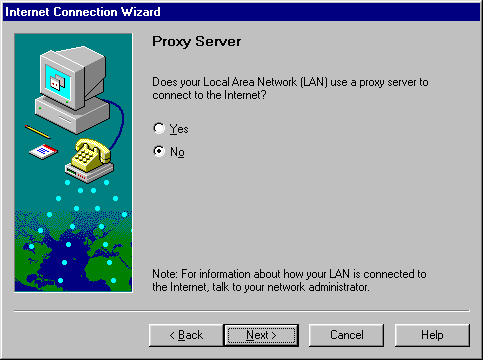 Internet Connection Wizard
Proxy Server
Does your Local Area Network (LAN) use a proxy server to
connect to the Internet?
Yes
No
Note: For information about how your LAN is connected to
the Internet, talk to your network administrator.
< Back Next > Cancel Help